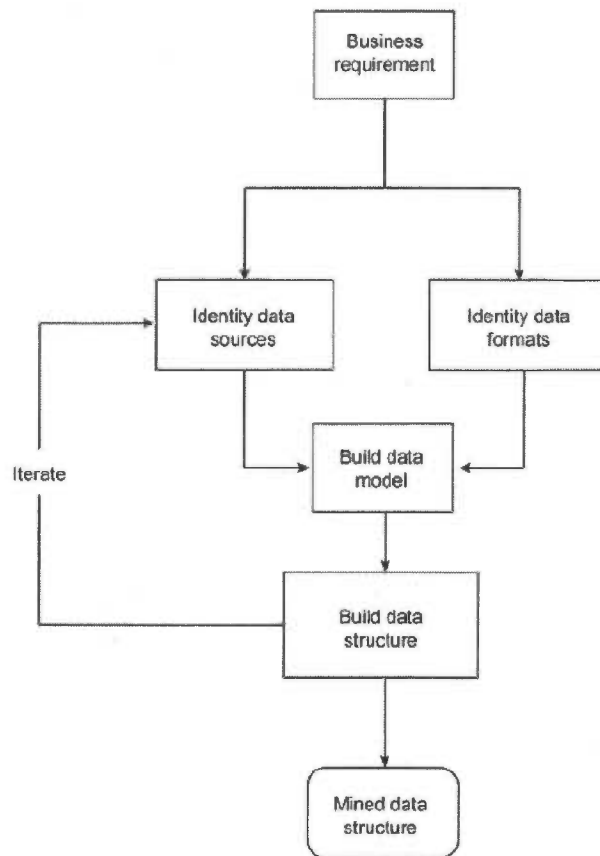 Business
requirement
Identity data
sources
Identity data
formats
Build data
model
Iterate
Build data
structure
Mined data
structure